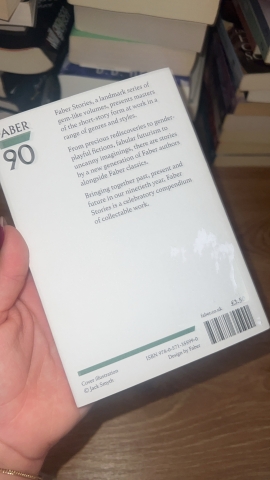 FABER
90
Faber Stories, a landmark series of
gem-like volumes, presents masters
of the short-story form at work in a
range of genres and styles.
From precious rediscoveries to gender-
playful fictions, fabular futurism to
uncanny imaginings, there are stories
by a new generation of Faber authors
alongside Faber classics.
Bringing together past, present and
future in our ninetieth year, Faber
Stories is a celebratory compendium
of collectable work.
faber.co.uk
Cover illustration
© Jack Smyth
ISBN 978-0-571-
Design by Faber